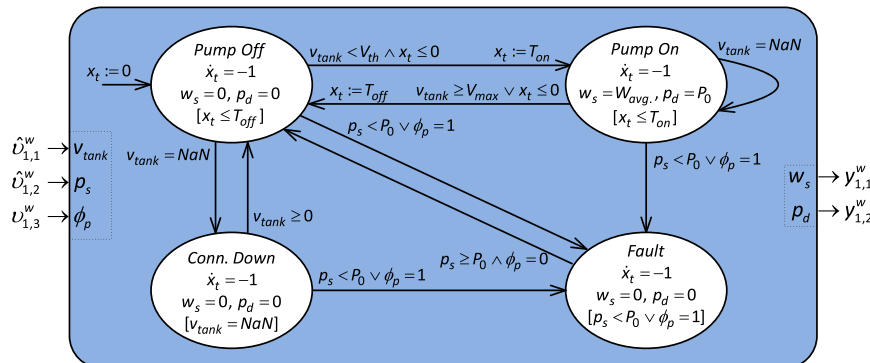 Pump Off
ẋ_t = −1
w_s = 0, p_d = 0
[x_t ≤ T_off]
x_t := 0
v_tank < V_th ∧ x_t ≤ 0
x_t := T_on
Pump On
ẋ_t = −1
w_s = W_avg., p_d = P_0
[x_t ≤ T_on]
v_tank = NaN
x_t := T_off
v_tank ≥ V_max ∨ x_t ≤ 0
p_s < P_0 ∨ ϕ_p = 1
v_tank = NaN
p_s < P_0 ∨ ϕ_p = 1
υ̂^w_1,1 → v_tank
υ̂^w_1,2 → p_s
υ^w_1,3 → ϕ_p
w_s → y^w_1,1
p_d → y^w_1,2
v_tank ≥ 0
Conn. Down
ẋ_t = −1
w_s = 0, p_d = 0
[v_tank = NaN]
p_s ≥ P_0 ∧ ϕ_p = 0
p_s < P_0 ∨ ϕ_p = 1
Fault
ẋ_t = −1
w_s = 0, p_d = 0
[p_s < P_0 ∨ ϕ_p = 1]